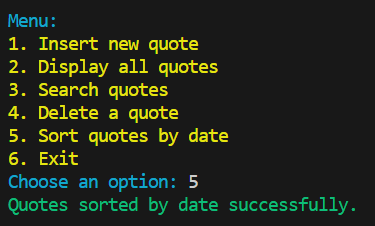 Menu:
1. Insert new quote
2. Display all quotes
3. Search quotes
4. Delete a quote
5. Sort quotes by date
6. Exit
Choose an option: 5
Quotes sorted by date successfully.